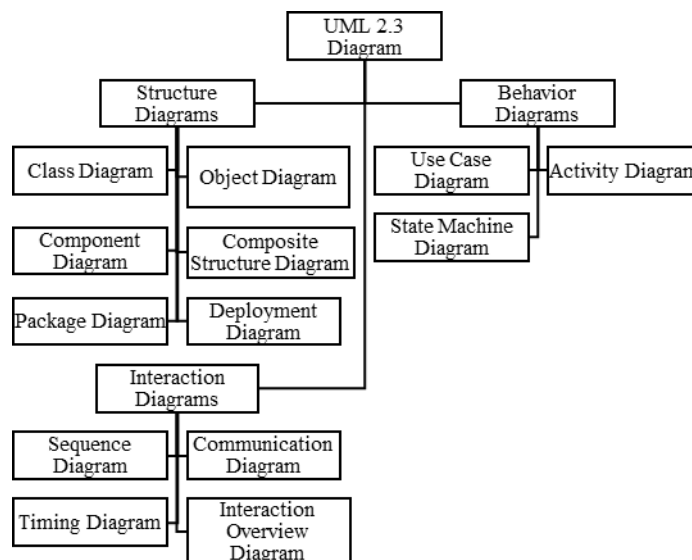 UML 2.3
Diagram
Structure
Diagrams
Behavior
Diagrams
Class Diagram
Object Diagram
Use Case
Diagram
Activity Diagram
Component
Diagram
Composite
Structure Diagram
State Machine
Diagram
Package Diagram
Deployment
Diagram
Interaction
Diagrams
Sequence
Diagram
Communication
Diagram
Timing Diagram
Interaction
Overview
Diagram